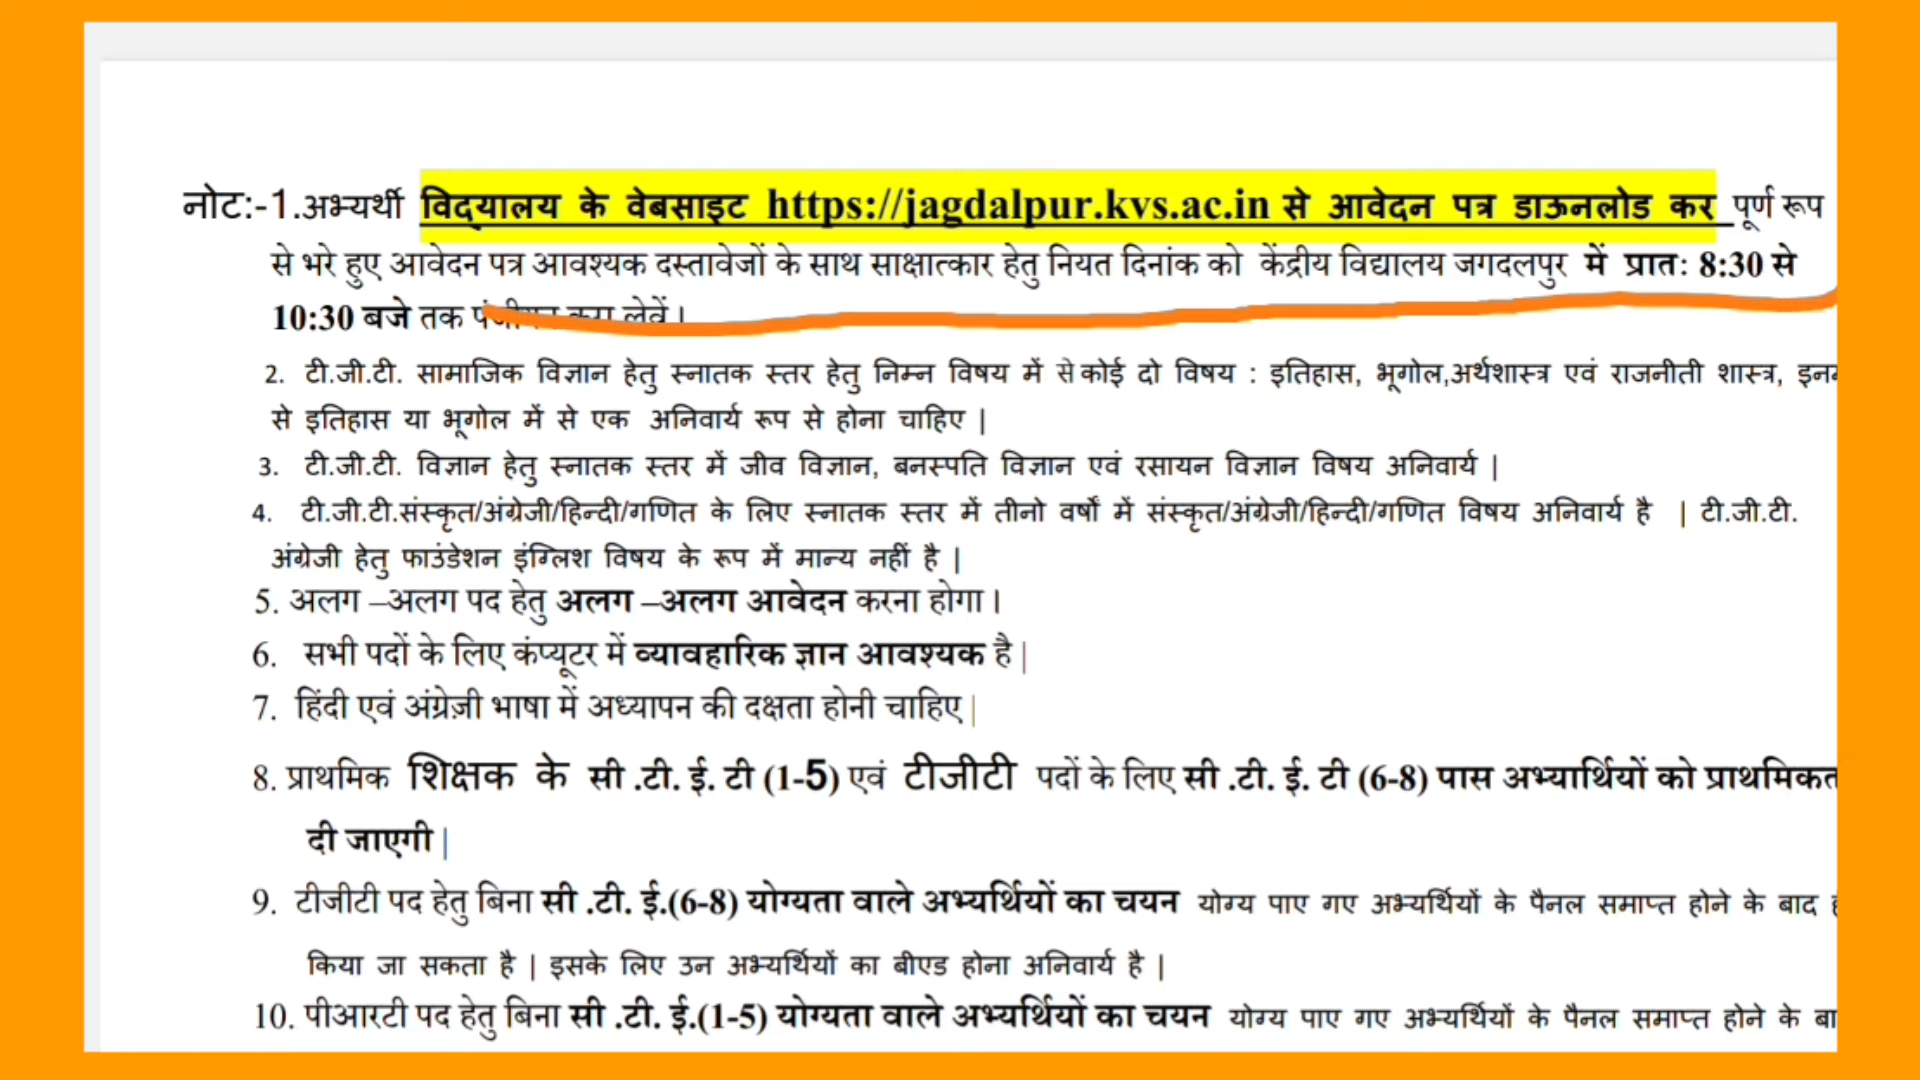 नोट:-1.अभ्यर्थी विद्यालय के वेबसाइट https://jagdalpur.kvs.ac.in से आवेदन पत्र डाऊनलोड कर पूर्ण रूप
से भरे हुए आवेदन पत्र आवश्यक दस्तावेजों के साथ साक्षात्कार हेतु नियत दिनांक को केंद्रीय विद्यालय जगदलपुर में प्रात: 8:30 से
10:30 बजे तक पंजीयन करा लेवें।
2. टी.जी.टी. सामाजिक विज्ञान हेतु स्नातक स्तर हेतु निम्न विषय में से कोई दो विषय : इतिहास, भूगोल,अर्थशास्त्र एवं राजनीती शास्त्र,
से इतिहास या भूगोल में से एक अनिवार्य रूप से होना चाहिए |
3. टी.जी.टी. विज्ञान हेतु स्नातक स्तर में जीव विज्ञान, बनस्पति विज्ञान एवं रसायन विज्ञान विषय अनिवार्य |
4. टी.जी.टी.संस्कृत/अंग्रेजी/हिन्दी/गणित के लिए स्नातक स्तर में तीनो वर्षों में संस्कृत/अंग्रेजी/हिन्दी/गणित विषय अनिवार्य है | टी.जी.टी.
अंग्रेजी हेतु फाउंडेशन इंग्लिश विषय के रूप में मान्य नहीं है |
5. अलग –अलग पद हेतु अलग –अलग आवेदन करना होगा।
6. सभी पदों के लिए कंप्यूटर में व्यावहारिक ज्ञान आवश्यक है|
7. हिंदी एवं अंग्रेज़ी भाषा में अध्यापन की दक्षता होनी चाहिए|
8. प्राथमिक शिक्षक के सी .टी. ई. टी (1-5) एवं टीजीटी पदों के लिए सी .टी. ई. टी (6-8) पास अभ्यार्थियों को
दी जाएगी|
9. टीजीटी पद हेतु बिना सी .टी. ई.(6-8) योग्यता वाले अभ्यर्थियों का चयन योग्य पाए गए अभ्यर्थियों के पैनल समाप्त होने के बाद
किया जा सकता है | इसके लिए उन अभ्यर्थियों का बीएड होना अनिवार्य है |
10. पीआरटी पद हेतु बिना सी .टी. ई.(1-5) योग्यता वाले अभ्यर्थियों का चयन योग्य पाए गए अभ्यर्थियों के पैनल समाप्त होने के